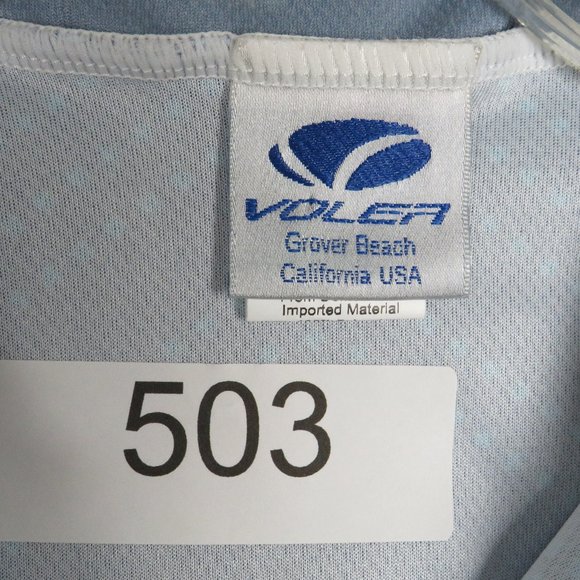 VOLER
Grover Beach
California USA
Imported Material
503